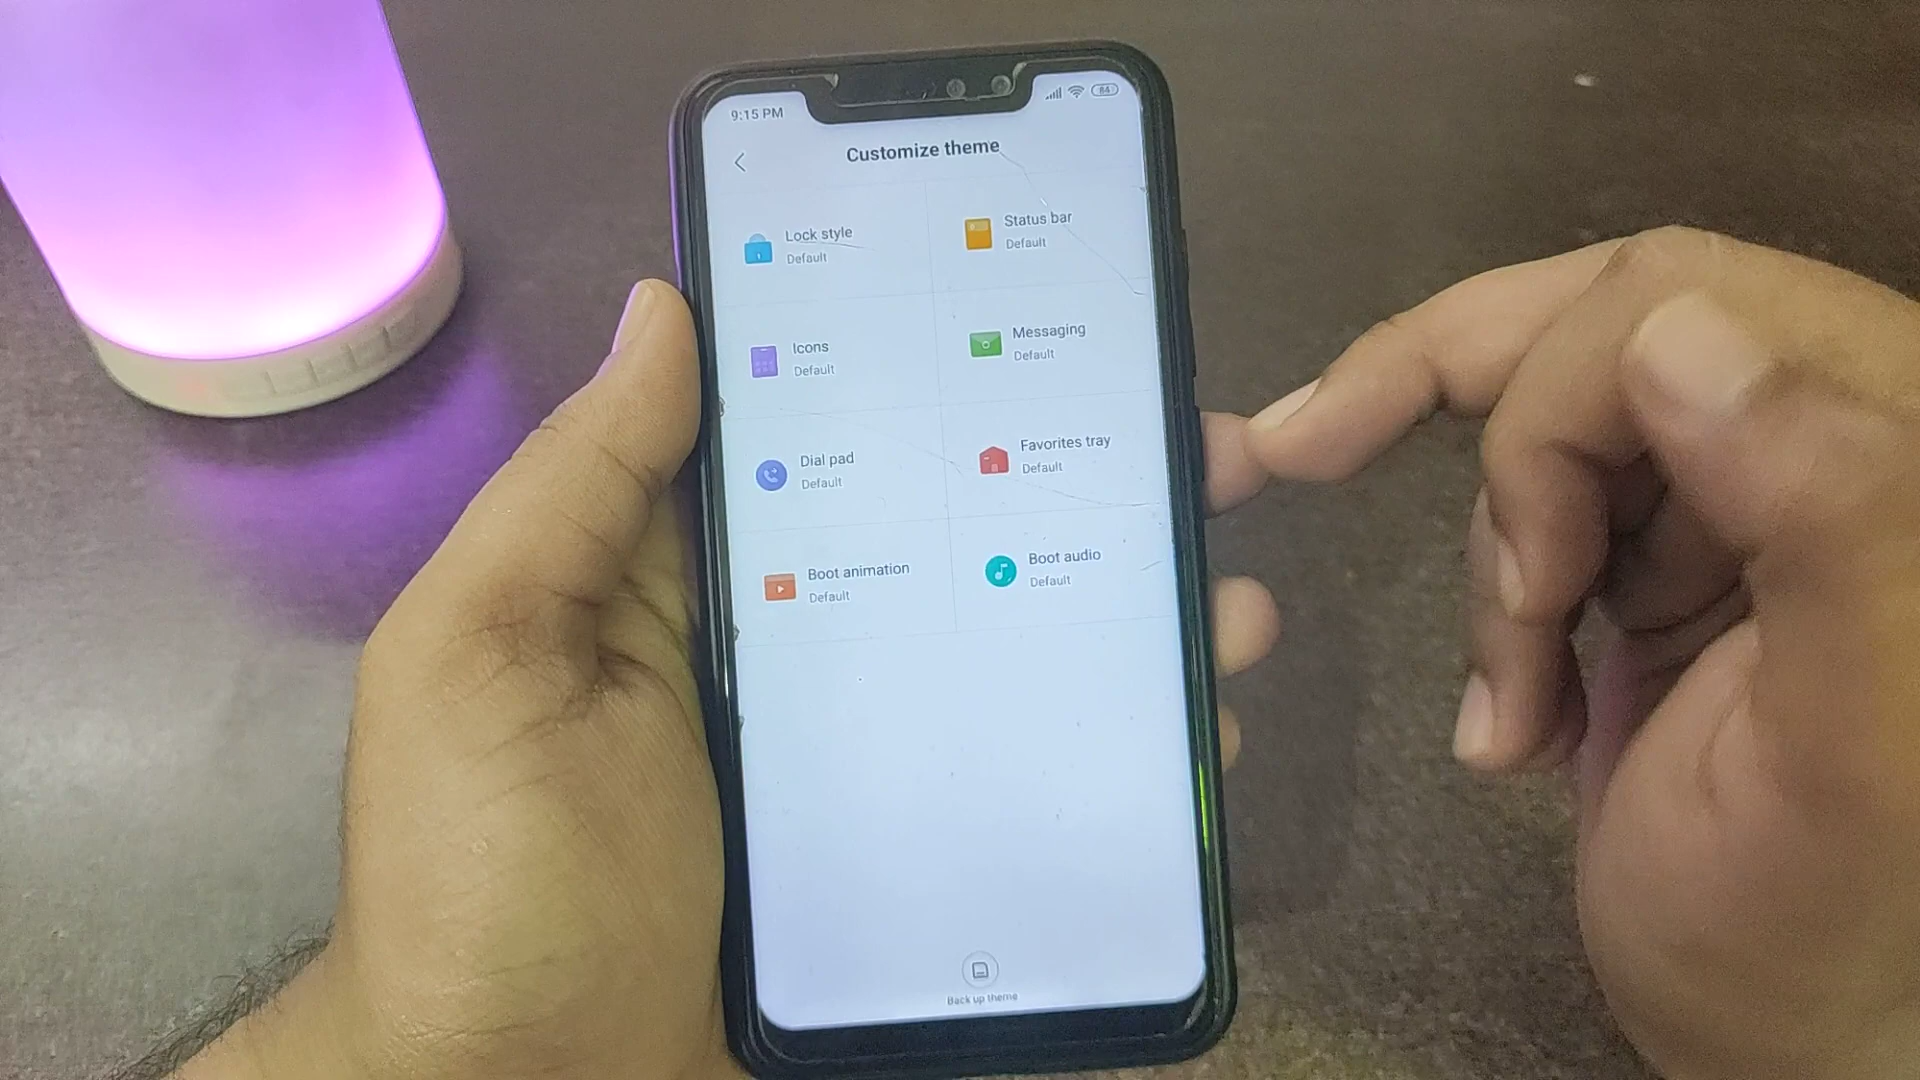 9:15 PM
84
Customize theme
Lock style
Default
Status bar
Default
Icons
Default
Messaging
Default
Dial pad
Default
Favorites tray
Default
Boot animation
Default
Boot audio
Default
Back up theme